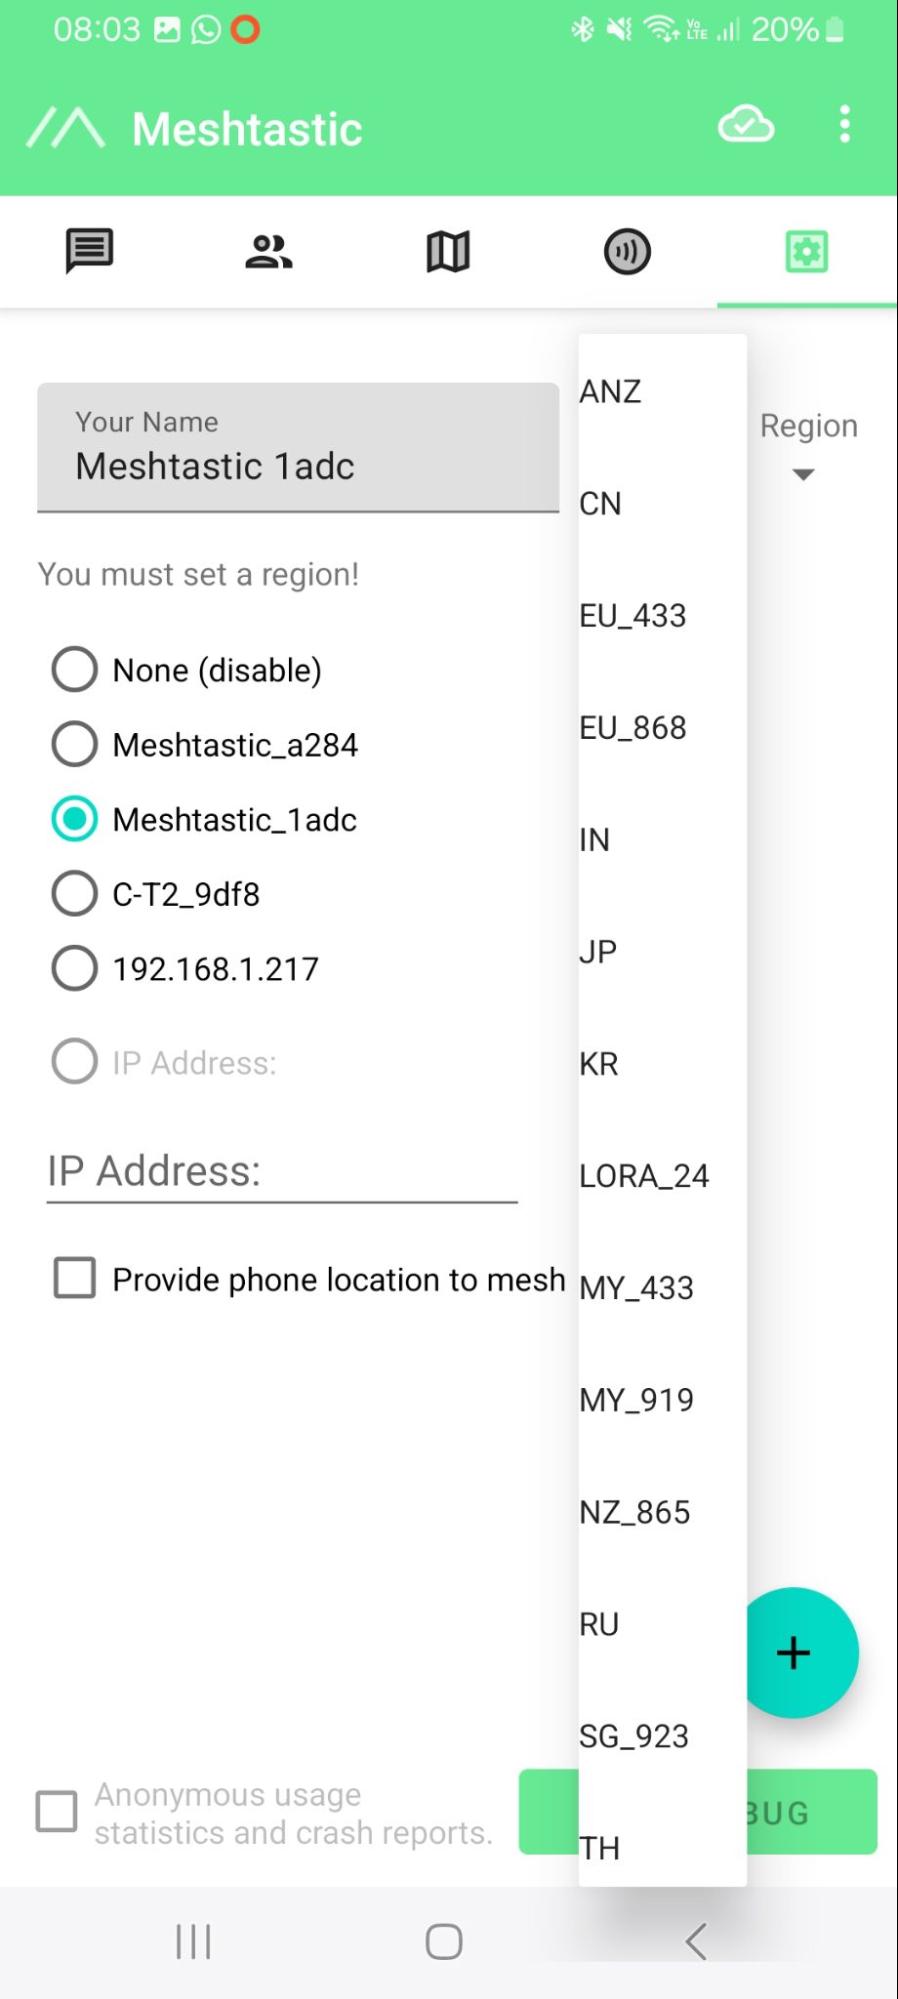 08:03
Vo
LTE
20%
Meshtastic
Your Name
Meshtastic 1adc
Region
You must set a region!
None (disable)
Meshtastic_a284
Meshtastic_1adc
C-T2_9df8
192.168.1.217
IP Address:
IP Address:
Provide phone location to mesh
ANZ
CN
EU_433
EU_868
IN
JP
KR
LORA_24
MY_433
MY_919
NZ_865
RU
SG_923
TH
+
Anonymous usage
statistics and crash reports.
BUG